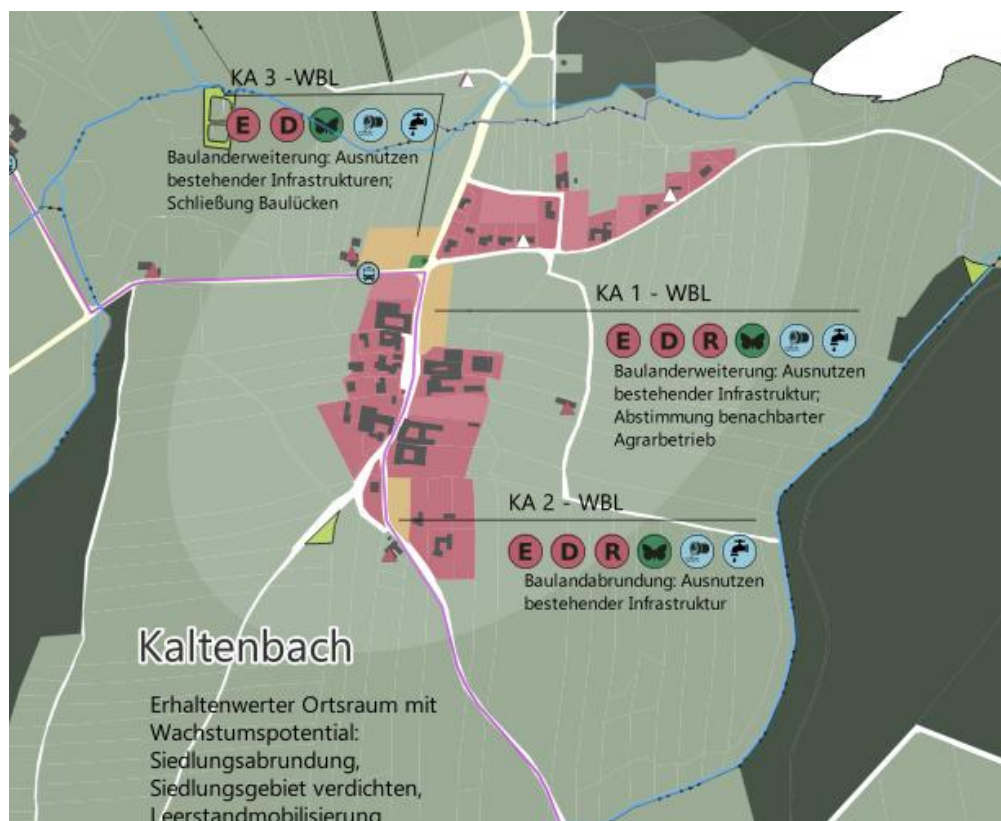 KA 3 -WBL
E D
Baulanderweiterung: Ausnutzen
bestehender Infrastrukturen;
Schließung Baulücken
KA 1 - WBL
E D R
Baulanderweiterung: Ausnutzen
bestehender Infrastruktur;
Abstimmung benachbarter
Agrarbetrieb
KA 2 - WBL
E D R
Baulandabrundung: Ausnutzen
bestehender Infrastruktur
Kaltenbach
Erhaltenwerter Ortsraum mit
Wachstumspotential:
Siedlungsabrundung,
Siedlungsgebiet verdichten,
Leerstandmobilisierung